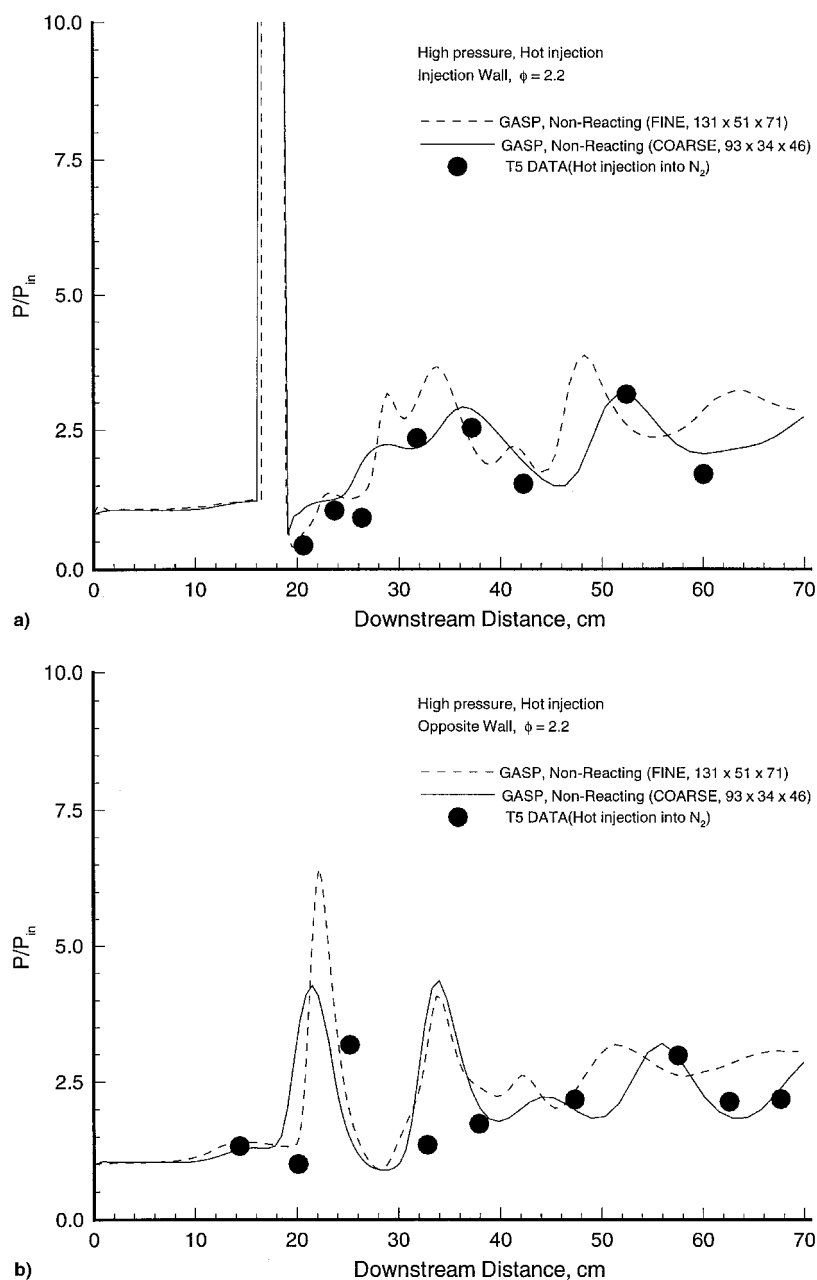 10.0
High pressure, Hot injection
Injection Wall, ϕ = 2.2
GASP, Non-Reacting (FINE, 131 x 51 x 71)
GASP, Non-Reacting (COARSE, 93 x 34 x 46)
T5 DATA(Hot injection into N₂)
7.5
P/Pᵢₙ
5.0
2.5
0.0
0 10 20 30 40 50 60 70
a) Downstream Distance, cm
10.0
High pressure, Hot injection
Opposite Wall, ϕ = 2.2
GASP, Non-Reacting (FINE, 131 x 51 x 71)
GASP, Non-Reacting (COARSE, 93 x 34 x 46)
T5 DATA(Hot injection into N₂)
7.5
P/Pᵢₙ
5.0
2.5
0.0
0 10 20 30 40 50 60 70
b) Downstream Distance, cm